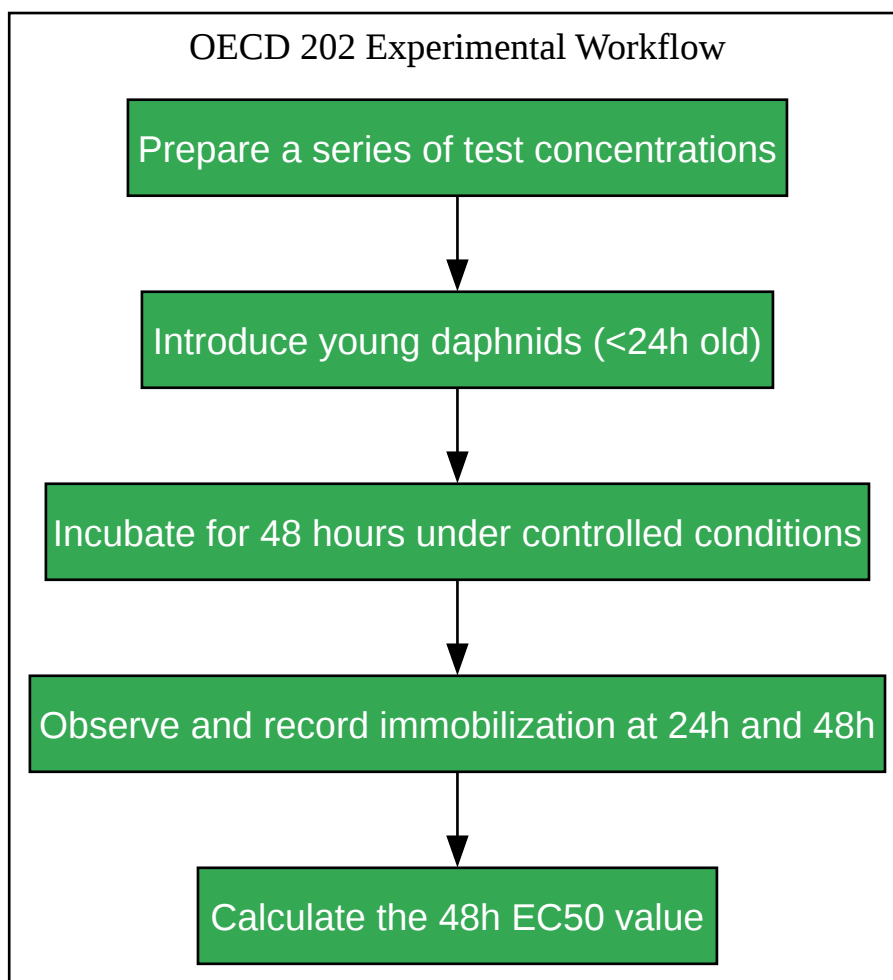 OECD 202 Experimental Workflow
Prepare a series of test concentrations
Introduce young daphnids (<24h old)
Incubate for 48 hours under controlled conditions
Observe and record immobilization at 24h and 48h
Calculate the 48h EC50 value